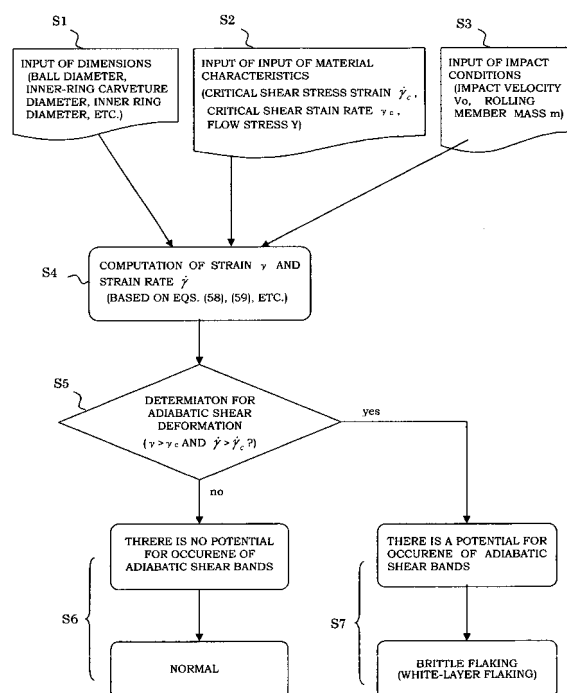 S1
INPUT OF DIMENSIONS
(BALL DIAMETER,
INNER-RING CARVETURE
DIAMETER, INNER RING
DIAMETER, ETC.)
S2
INPUT OF INPUT OF MATERIAL
CHARACTERISTICS
(CRITICAL SHEAR STRESS STRAIN γ̇c,
CRITICAL SHEAR STAIN RATE γc,
FLOW STRESS Y)
S3
INPUT OF IMPACT
CONDITIONS
(IMPACT VELOCITY
Vo, ROLLING
MEMBER MASS m)
S4
COMPUTATION OF STRAIN γ AND
STRAIN RATE γ̇
(BASED ON EQS. (58), (59), ETC.)
S5
DETERMIATON FOR
ADIABATIC SHEAR
DEFORMATION
(γ>γc AND γ̇>γ̇c?)
yes
no
THRERE IS NO POTENTIAL
FOR OCCURENE OF
ADIABATIC SHEAR BANDS
THERE IS A POTENTIAL FOR
OCCURENE OF ADIABATIC
SHEAR BANDS
S6
S7
NORMAL
BRITTLE FLAKING
(WHITE-LAYER FLAKING)